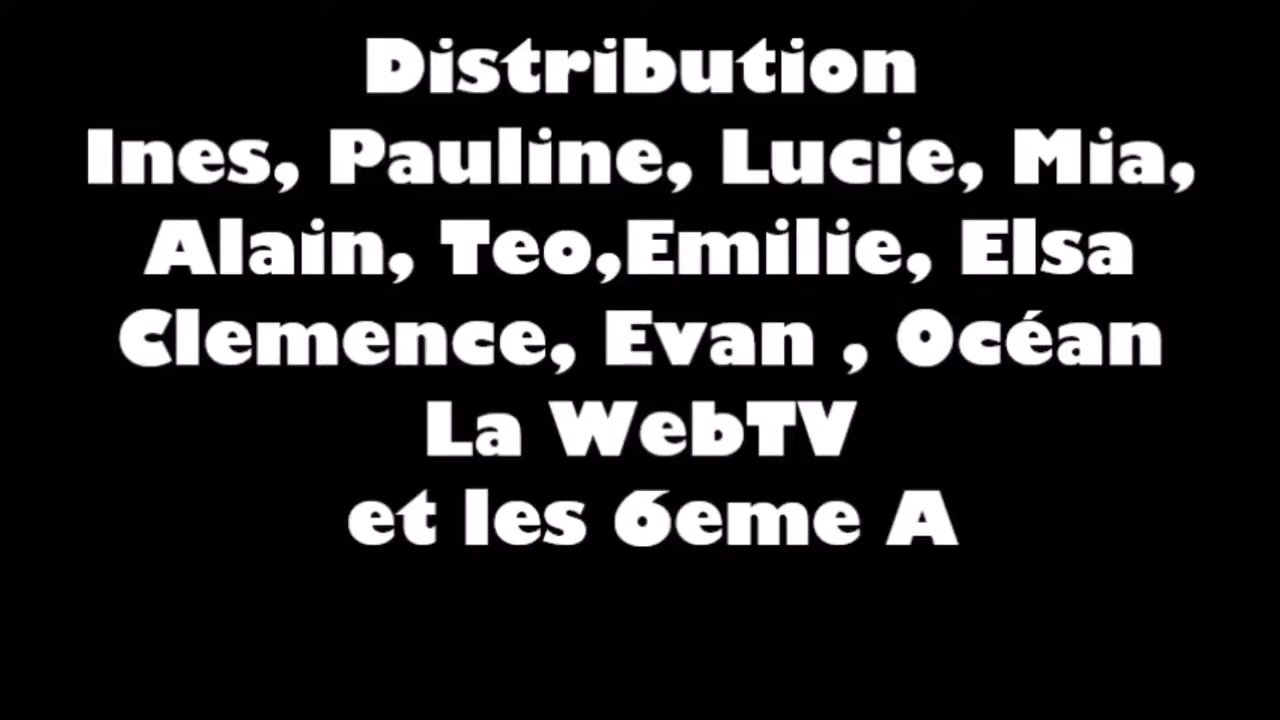 Distribution
Ines, Pauline, Lucie, Mia,
Alain, Teo,Emilie, Elsa
Clemence, Evan , Océan
La WebTV
et les 6eme A